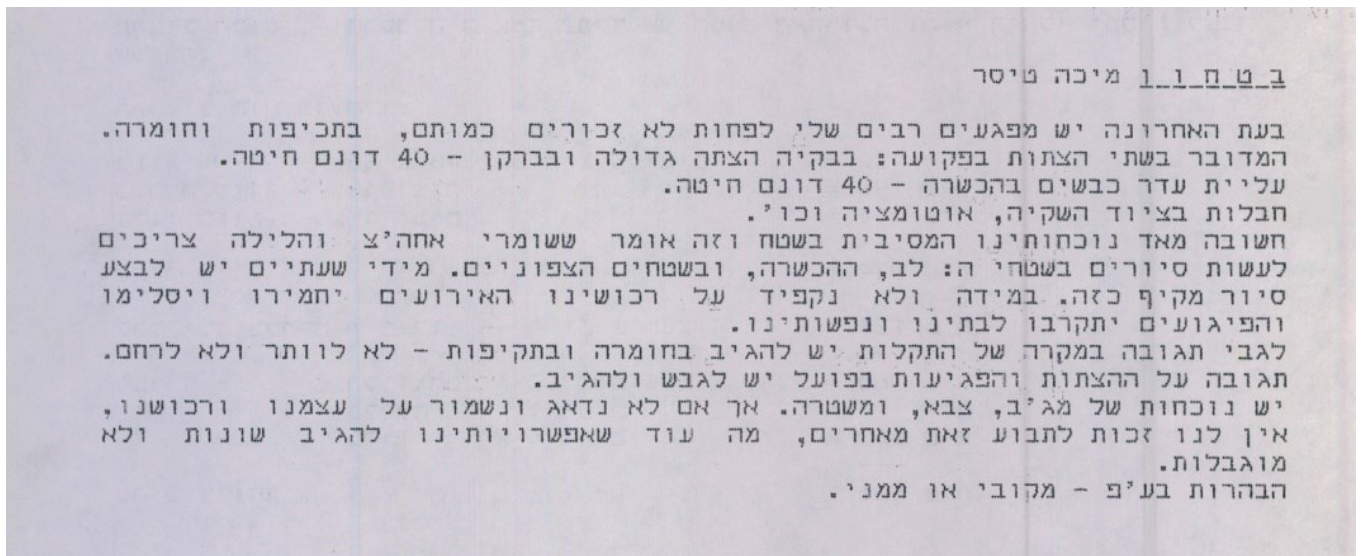 ב_ט_ח_ו_ן מיכה טיסר
בעת האחרונה יש מפגעים רבים שלי לפחות לא זכורים כמותם, בתכיפות וחומרה.
המדובר בשתי הצתות בפקועה: בבקיה הצתה גדולה ובברקן - 40 דונם חיטה.
עליית עדר כבשים בהכשרה - 40 דונם חיטה.
חבלות בציוד השקיה, אוטומציה וכו'.
חשובה מאד נוכחותינו המסיבית בשטח וזה אומר ששומרי אחה'צ והלילה צריכים
לעשות סיורים בשטחי ה: לב, ההכשרה, ובשטחים הצפוניים. מידי שעתיים יש לבצע
סיור מקיף כזה. במידה ולא נקפיד על רכושינו האירועים יחמירו ויסלימו
והפיגועים יתקרבו לבתינו ונפשותינו.
לגבי תגובה במקרה של התקלות יש להגיב בחומרה ובתקיפות - לא לוותר ולא לרחם.
תגובה על ההצתות והפגיעות בפועל יש לגבש ולהגיב.
יש נוכחות של מג'ב, צבא, ומשטרה. אך אם לא נדאג ונשמור על עצמנו ורכושנו,
אין לנו זכות לתבוע זאת מאחרים, מה עוד שאפשרויותינו להגיב שונות ולא
מוגבלות.
הבהרות בע'פ - מקובי או ממני.